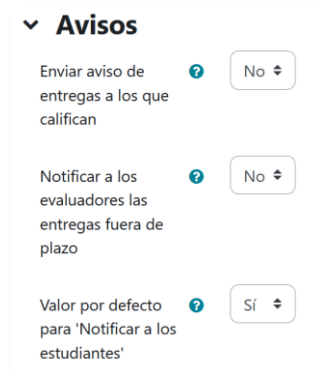 Avisos
Enviar aviso de
entregas a los que
califican
No
Notificar a los
evaluadores las
entregas fuera de
plazo
No
Valor por defecto
para 'Notificar a los
estudiantes'
Sí